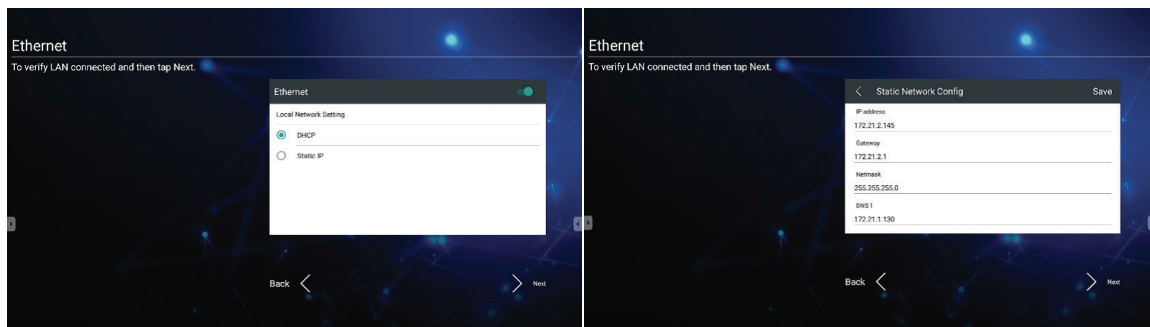 Ethernet
To verify LAN connected and then tap Next.
Ethernet
Local Network Setting
DHCP
Static IP
Back
Next
Ethernet
To verify LAN connected and then tap Next.
Static Network Config
Save
IP address
172.21.2.145
Gateway
172.21.2.1
Netmask
255.255.255.0
DNS 1
172.21.1.130
Back
Next